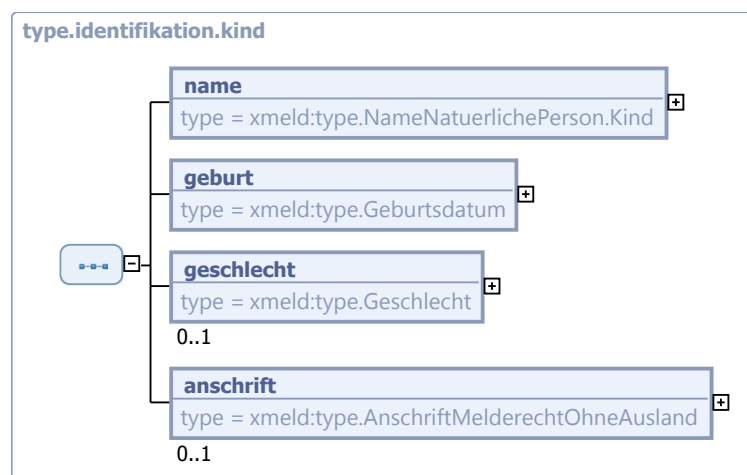 type.identifikation.kind
name
type = xmeld:type.NameNatuerlichePerson.Kind
geburt
type = xmeld:type.Geburtsdatum
geschlecht
type = xmeld:type.Geschlecht
0..1
anschrift
type = xmeld:type.AnschriftMelderechtOhneAusland
0..1